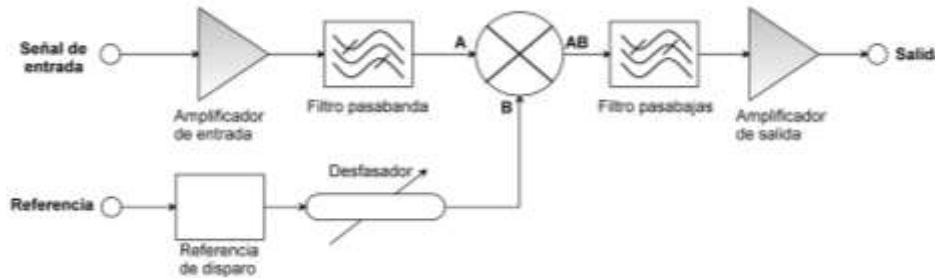 Señal de
entrada
Amplificador
de entrada
Filtro pasabanda
A
AB
B
Filtro pasabajas
Amplificador
de salida
Salida
Referencia
Referencia
de disparo
Desfasador